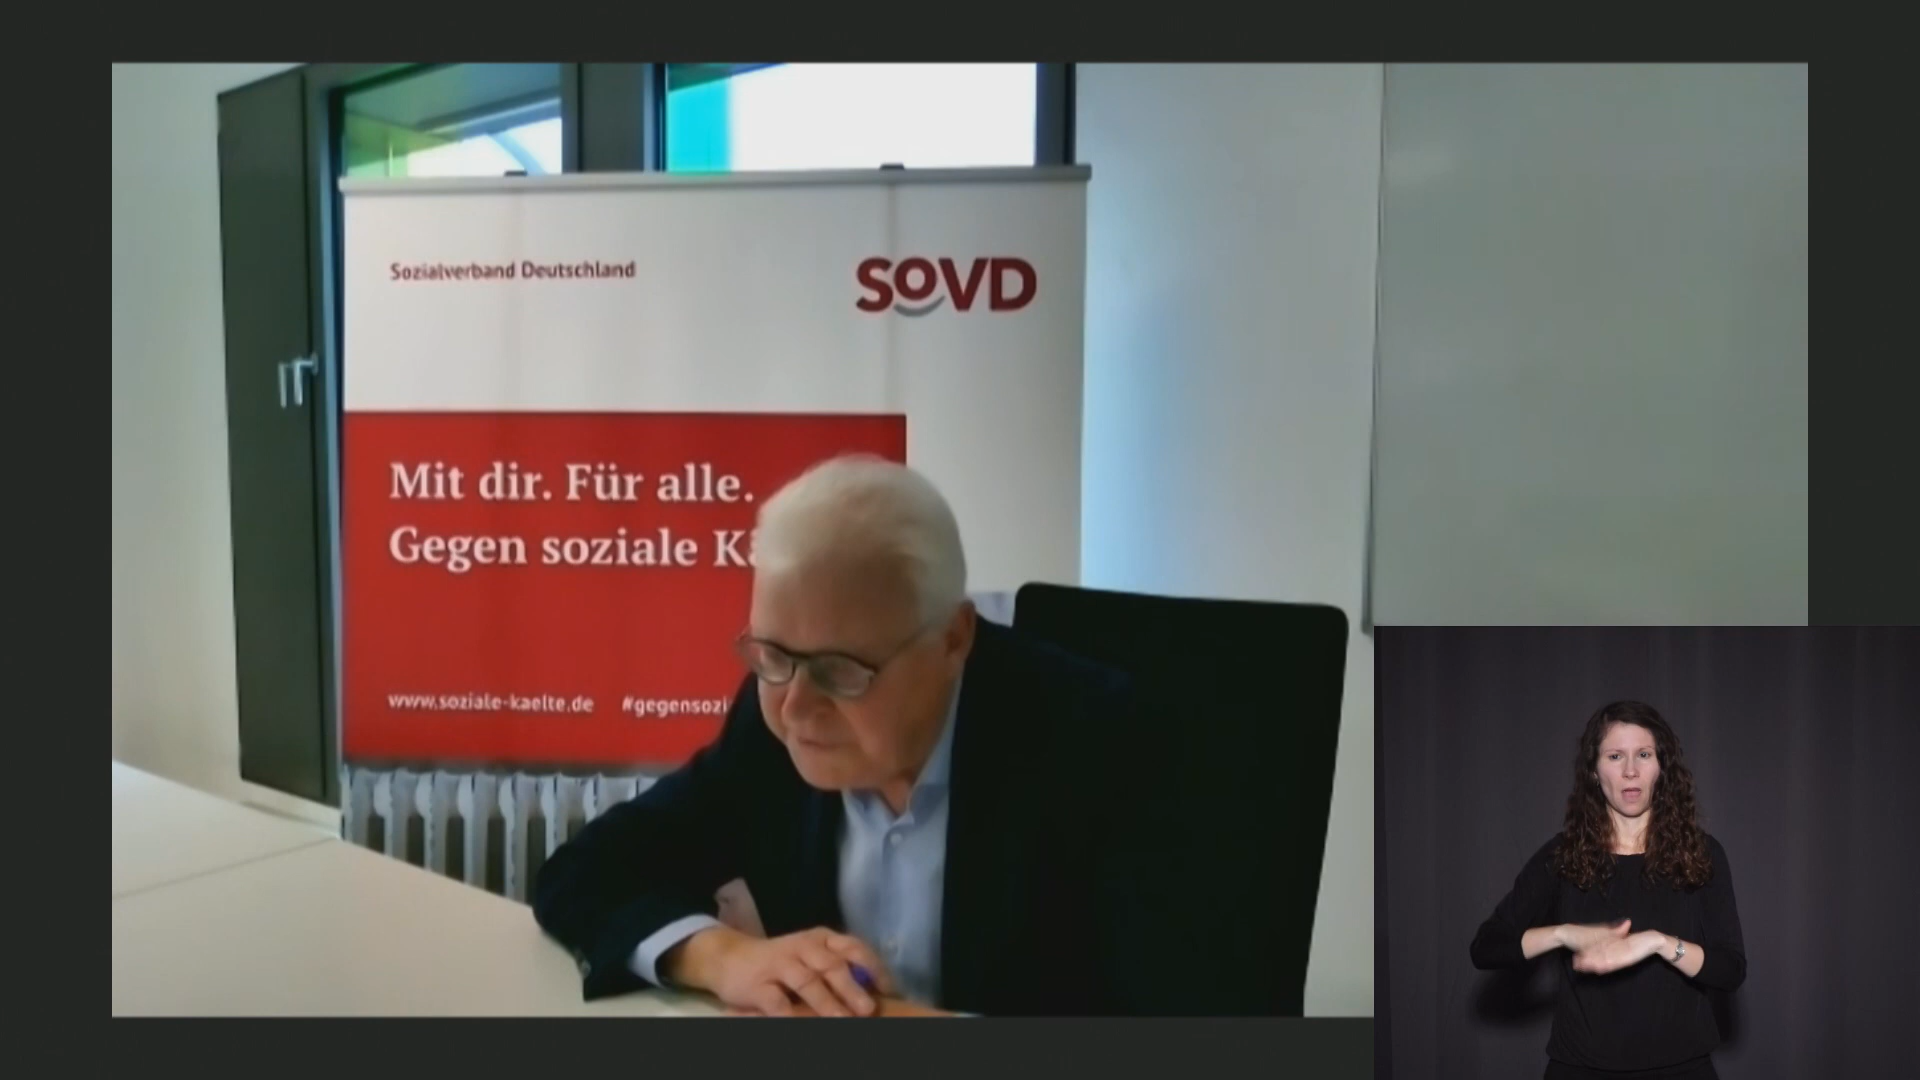 Sozialverband Deutschland
SoVD
Mit dir. Für alle.
Gegen soziale
www.soziale-kaelte.de #gegensozi